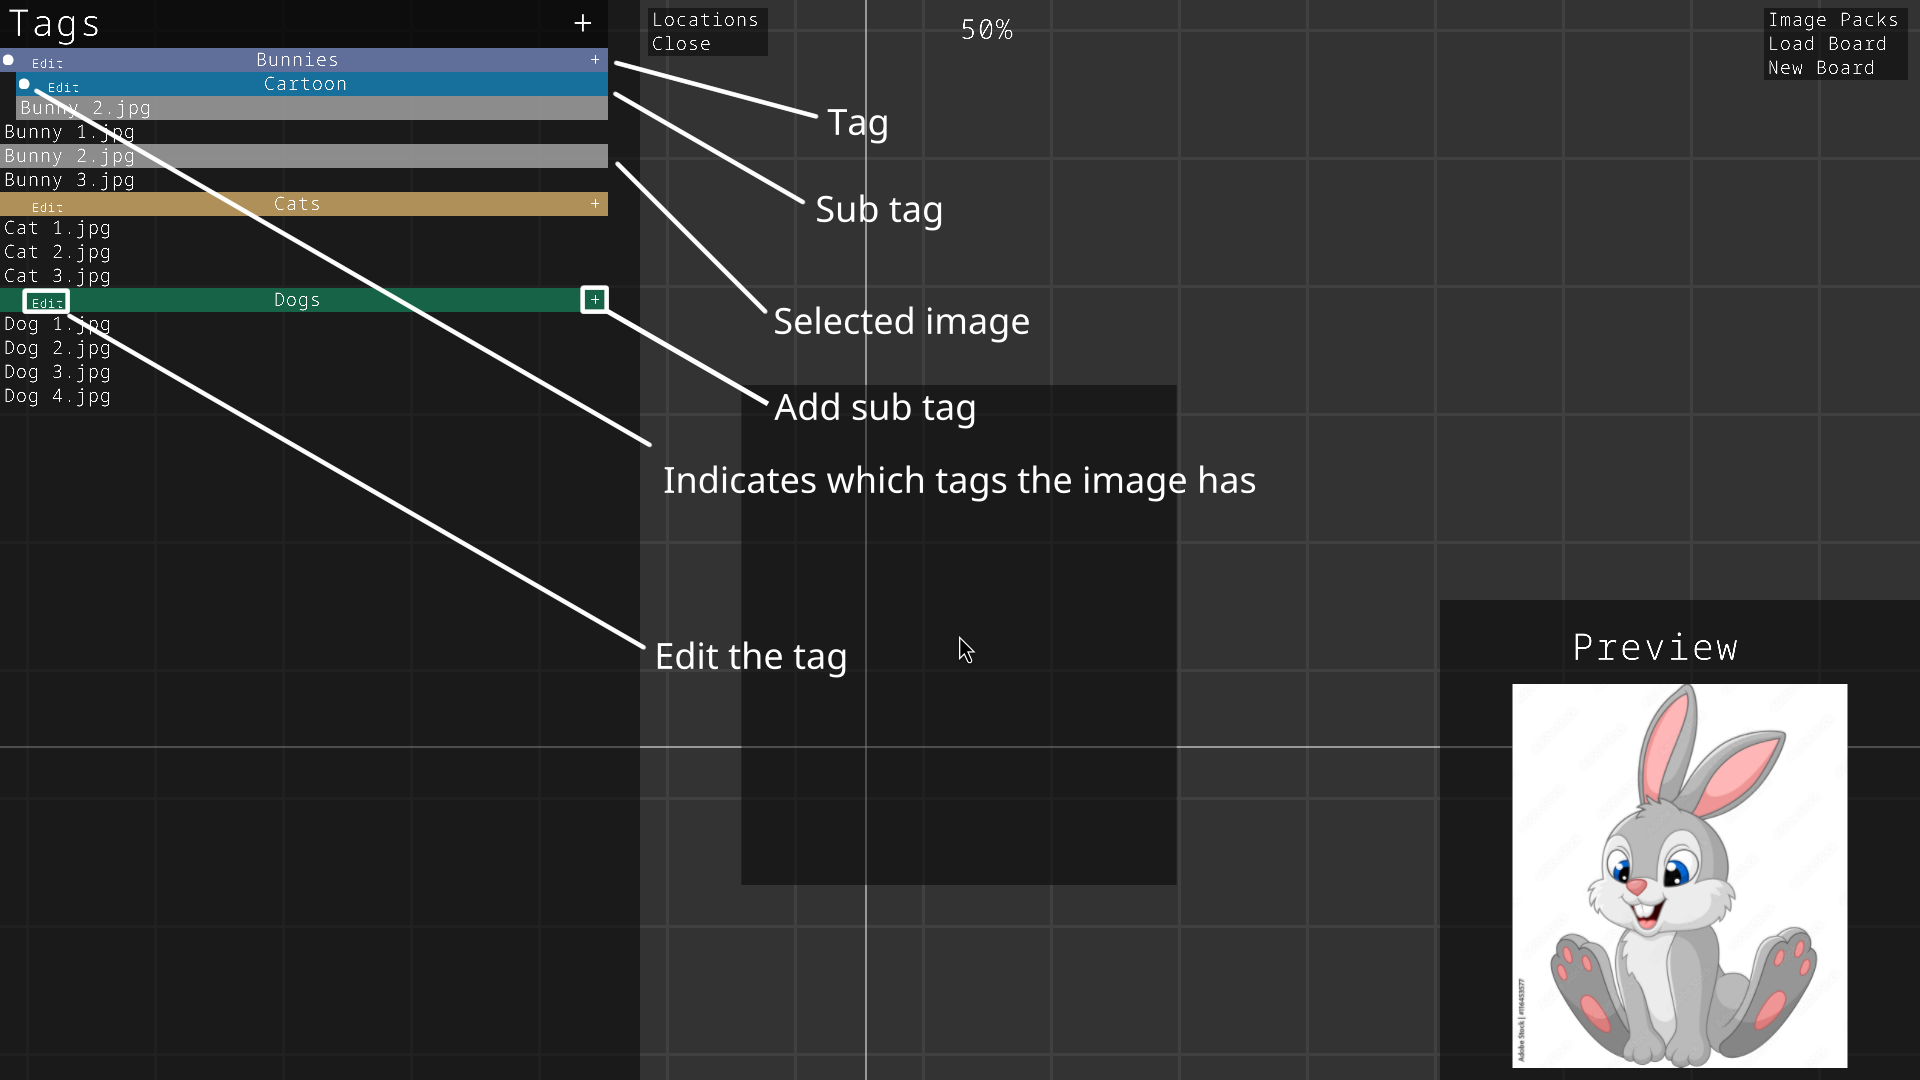 Tags +
Locations
Close
50%
Image Packs
Load Board
New Board
Edit Bunnies +
Edit Cartoon
Bunny 2.jpg
Bunny 1.jpg
Bunny 2.jpg
Bunny 3.jpg
Edit Cats +
Cat 1.jpg
Cat 2.jpg
Cat 3.jpg
Edit Dogs +
Dog 1.jpg
Dog 2.jpg
Dog 3.jpg
Dog 4.jpg
Tag
Sub tag
Selected image
Add sub tag
Indicates which tags the image has
Edit the tag
Preview
Adobe Stock | #116453577